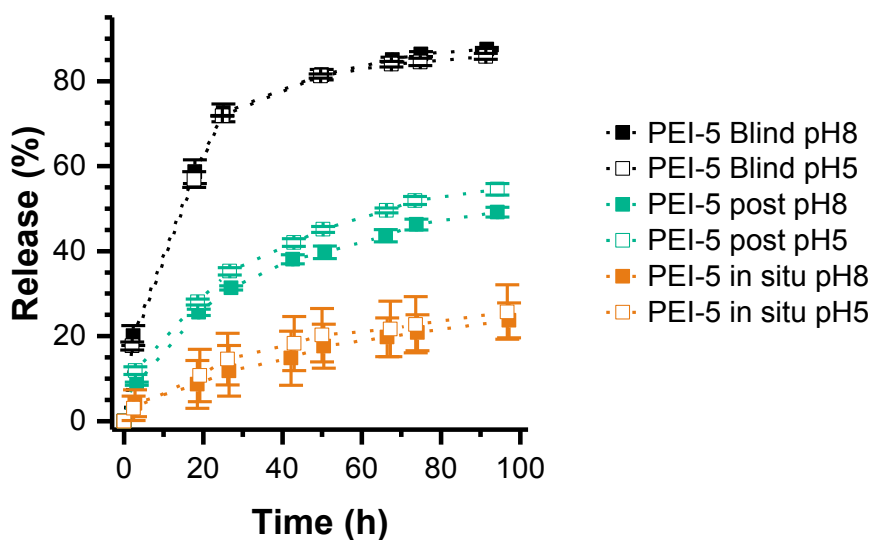 Release (%)
80
60
40
20
0
0 20 40 60 80 100
Time (h)
PEI-5 Blind pH8
PEI-5 Blind pH5
PEI-5 post pH8
PEI-5 post pH5
PEI-5 in situ pH8
PEI-5 in situ pH5